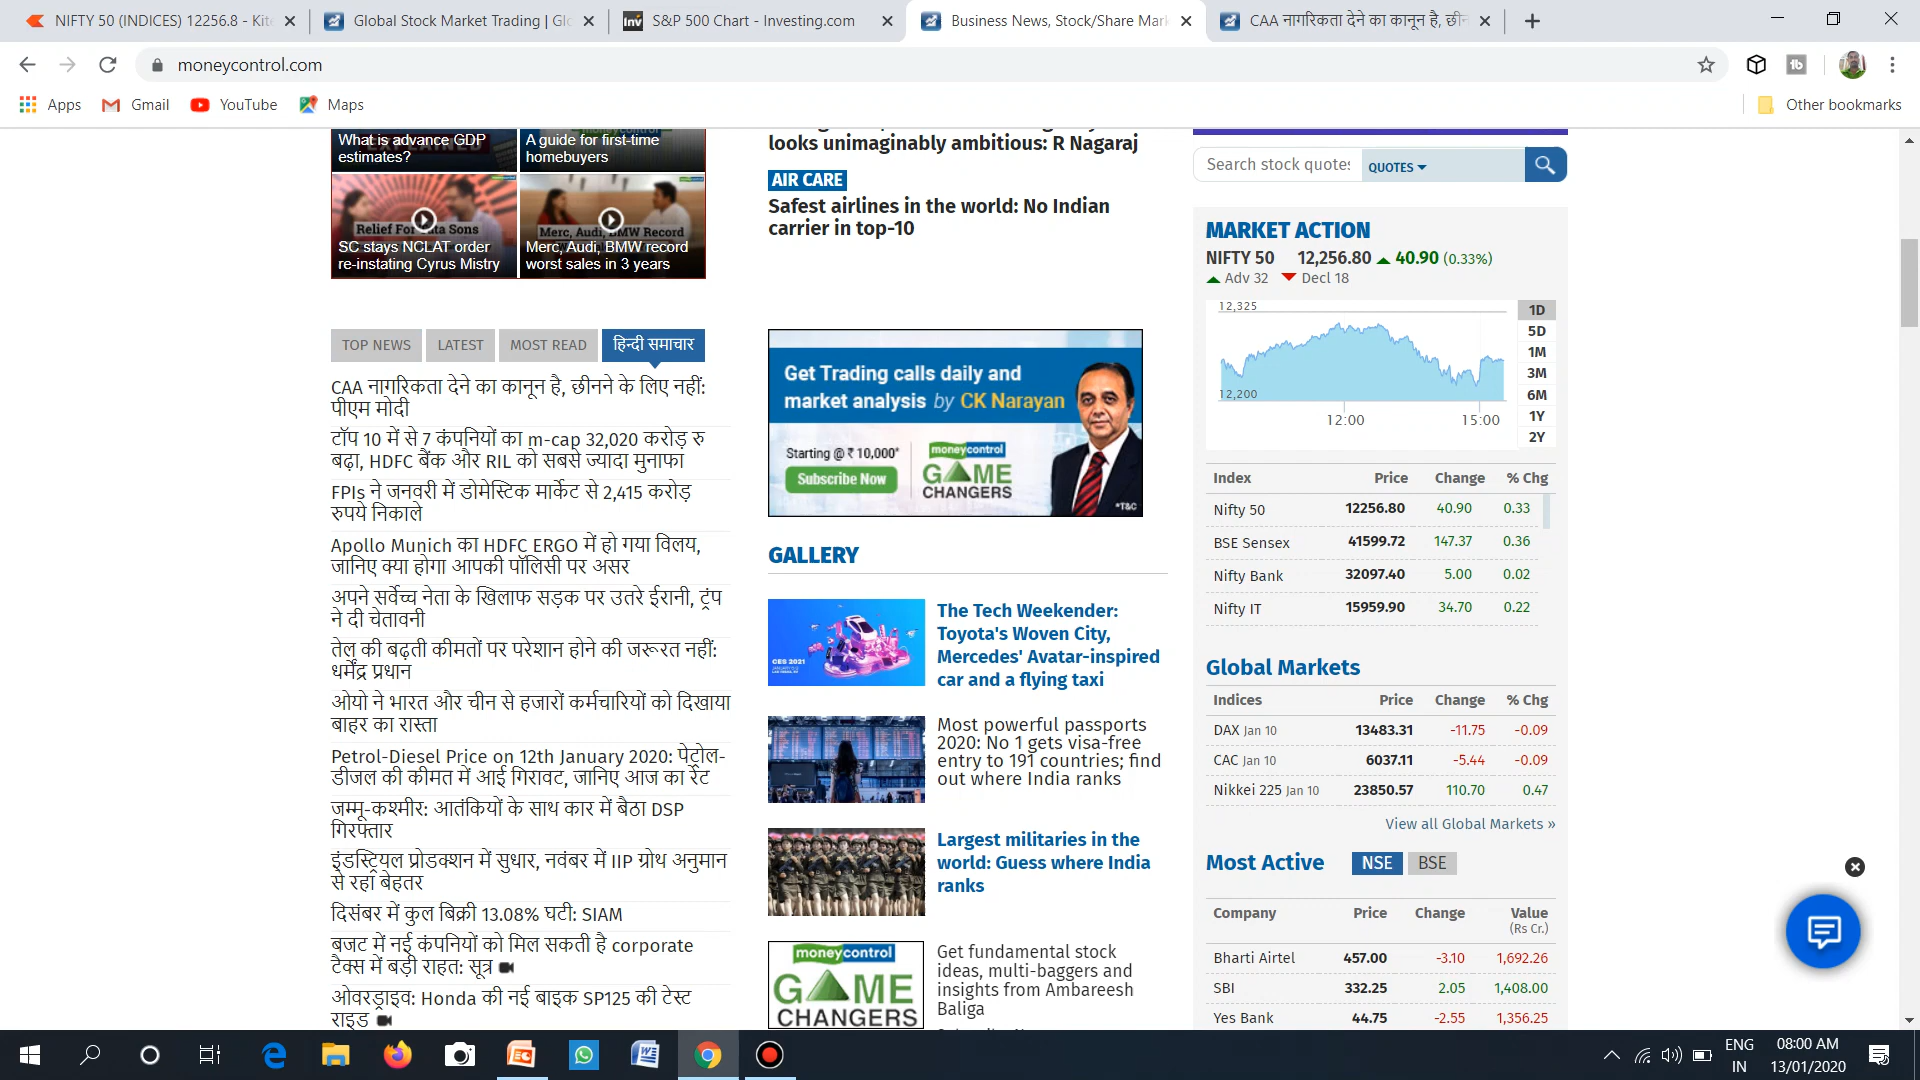 NIFTY 50 (INDICES) 12256.8 - Kite
Global Stock Market Trading | Glo
S&P 500 Chart - Investing.com
Business News, Stock/Share Mark
CAA नागरिकता देने का कानून है, छीन
moneycontrol.com
Apps
Gmail
YouTube
Maps
Other bookmarks
What is advance GDP
estimates?
A guide for first-time
homebuyers
Relief For Tata Sons
SC stays NCLAT order
re-instating Cyrus Mistry
Merc, Audi, BMW Record
Merc, Audi, BMW record
worst sales in 3 years
TOP NEWS
LATEST
MOST READ
हिन्दी समाचार
CAA नागरिकता देने का कानून है, छीनने के लिए नहीं:
पीएम मोदी
टॉप 10 में से 7 कंपनियों का m-cap 32,020 करोड़ रु
बढ़ा, HDFC बैंक और RIL को सबसे ज्यादा मुनाफा
FPIs ने जनवरी में डोमेस्टिक मार्केट से 2,415 करोड़
रुपये निकाले
Apollo Munich का HDFC ERGO में हो गया विलय,
जानिए क्या होगा आपकी पॉलिसी पर असर
अपने सर्वेच्च नेता के खिलाफ सड़क पर उतरे ईरानी, ट्रंप
ने दी चेतावनी
तेल की बढ़ती कीमतों पर परेशान होने की जरूरत नहीं:
धर्मेंद्र प्रधान
ओयो ने भारत और चीन से हजारों कर्मचारियों को दिखाया
बाहर का रास्ता
Petrol-Diesel Price on 12th January 2020: पेट्रोल-
डीजल की कीमत में आई गिरावट, जानिए आज का रेट
जम्मू-कश्मीर: आतंकियों के साथ कार में बैठा DSP
गिरफ्तार
इंडस्ट्रियल प्रोडक्शन में सुधार, नवंबर में IIP ग्रोथ अनुमान
से रहा बेहतर
दिसंबर में कुल बिक्री 13.08% घटी: SIAM
बजट में नई कंपनियों को मिल सकती है corporate
टैक्स में बड़ी राहत: सूत्र
ओवरड्राइव: Honda की नई बाइक SP125 की टेस्ट
राइड
looks unimaginably ambitious: R Nagaraj
AIR CARE
Safest airlines in the world: No Indian
carrier in top-10
Get Trading calls daily and
market analysis by CK Narayan
Starting @ ₹ 10,000*
Subscribe Now
moneycontrol
GAME
CHANGERS
*T&C
GALLERY
CES 2021
The Tech Weekender:
Toyota's Woven City,
Mercedes' Avatar-inspired
car and a flying taxi
Most powerful passports
2020: No 1 gets visa-free
entry to 191 countries; find
out where India ranks
Largest militaries in the
world: Guess where India
ranks
moneycontrol
GAME
CHANGERS
Get fundamental stock
ideas, multi-baggers and
insights from Ambareesh
Baliga
Search stock quotes
QUOTES
MARKET ACTION
NIFTY 50 12,256.80 40.90 (0.33%)
Adv 32 Decl 18
12,325
12,200
12:00 15:00
1D
5D
1M
3M
6M
1Y
2Y
Index Price Change % Chg
Nifty 50 12256.80 40.90 0.33
BSE Sensex 41599.72 147.37 0.36
Nifty Bank 32097.40 5.00 0.02
Nifty IT 15959.90 34.70 0.22
Global Markets
Indices Price Change % Chg
DAX Jan 10 13483.31 -11.75 -0.09
CAC Jan 10 6037.11 -5.44 -0.09
Nikkei 225 Jan 10 23850.57 110.70 0.47
View all Global Markets »
Most Active NSE BSE
Company Price Change Value
(Rs Cr.)
Bharti Airtel 457.00 -3.10 1,692.26
SBI 332.25 2.05 1,408.00
Yes Bank 44.75 -2.55 1,356.25
ENG
IN
08:00 AM
13/01/2020